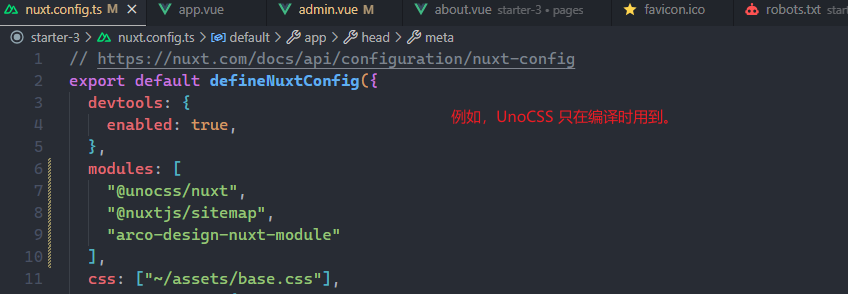 nuxt.config.ts M × app.vue admin.vue M about.vue starter-3 • pages favicon.ico robots.txt start
starter-3 > nuxt.config.ts > default > app > head > meta
1 // https://nuxt.com/docs/api/configuration/nuxt-config
2 export default defineNuxtConfig({
3 devtools: {
例如，UnoCSS 只在编译时用到。
4 enabled: true,
5 },
6 modules: [
7 "@unocss/nuxt",
8 "@nuxtjs/sitemap",
9 "arco-design-nuxt-module"
10 ],
11 css: ["~/assets/base.css"],